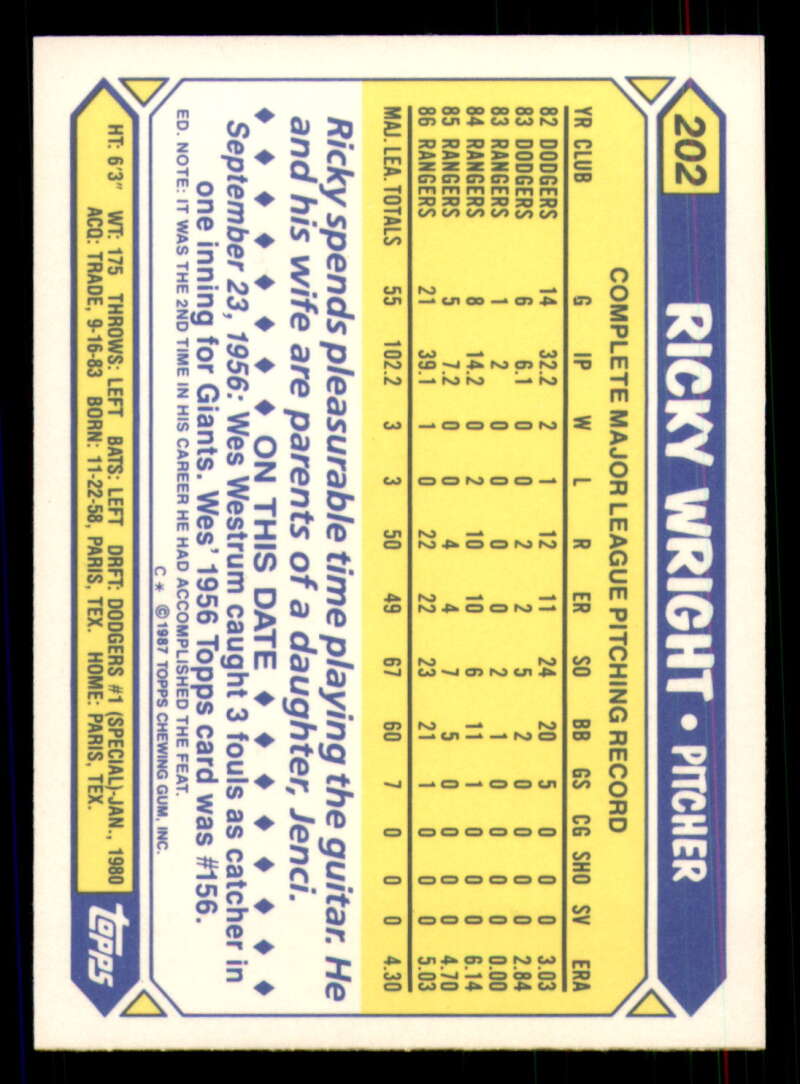 202
RICKY WRIGHT • PITCHER
COMPLETE MAJOR LEAGUE PITCHING RECORD
YR CLUB G IP W L R ER SO BB GS CG SHO SV ERA
82 DODGERS 14 32.2 2 1 12 11 24 20 5 0 0 0 3.03
83 DODGERS 6 6.1 0 0 2 2 5 2 0 0 0 0 2.84
83 RANGERS 1 2 0 0 0 0 2 1 0 0 0 0 0.00
84 RANGERS 8 14.2 0 2 10 10 6 11 1 0 0 0 6.14
85 RANGERS 5 7.2 0 0 4 4 7 5 0 0 0 0 4.70
86 RANGERS 21 39.1 1 0 22 22 23 21 1 0 0 0 5.03
MAJ. LEA. TOTALS 55 102.2 3 3 50 49 67 60 7 0 0 0 4.30
Ricky spends pleasurable time playing the guitar. He
and his wife are parents of a daughter, Jenci.
◆ ◆ ◆ ◆ ◆ ◆ ◆ ◆ ON THIS DATE ◆ ◆ ◆ ◆ ◆ ◆ ◆ ◆
September 23, 1956: Wes Westrum caught 3 fouls as catcher in
one inning for Giants. Wes' 1956 Topps card was #156.
ED. NOTE: IT WAS THE 2ND TIME IN HIS CAREER HE HAD ACCOMPLISHED THE FEAT.
C* © 1987 TOPPS CHEWING GUM, INC.
HT: 6'3" WT: 175 THROWS: LEFT BATS: LEFT DRFT: DODGERS #1 (SPECIAL)-JAN., 1980
ACQ: TRADE, 9-16-83 BORN: 11-22-58, PARIS, TEX. HOME: PARIS, TEX.
topps